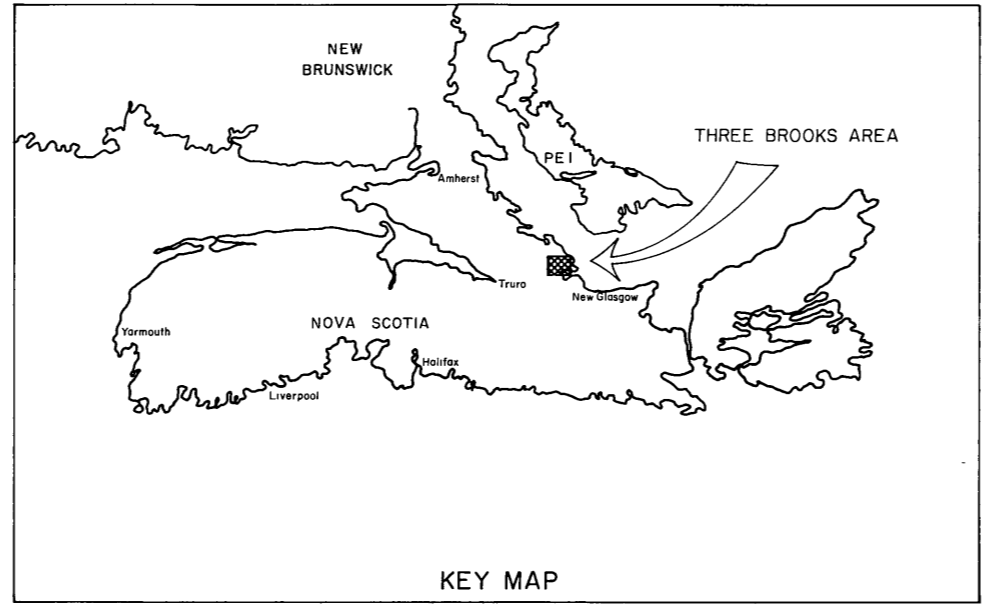 NEW
BRUNSWICK
THREE BROOKS AREA
PEI
Amherst
Truro
New Glasgow
Yarmouth
NOVA SCOTIA
Halifax
Liverpool
KEY MAP